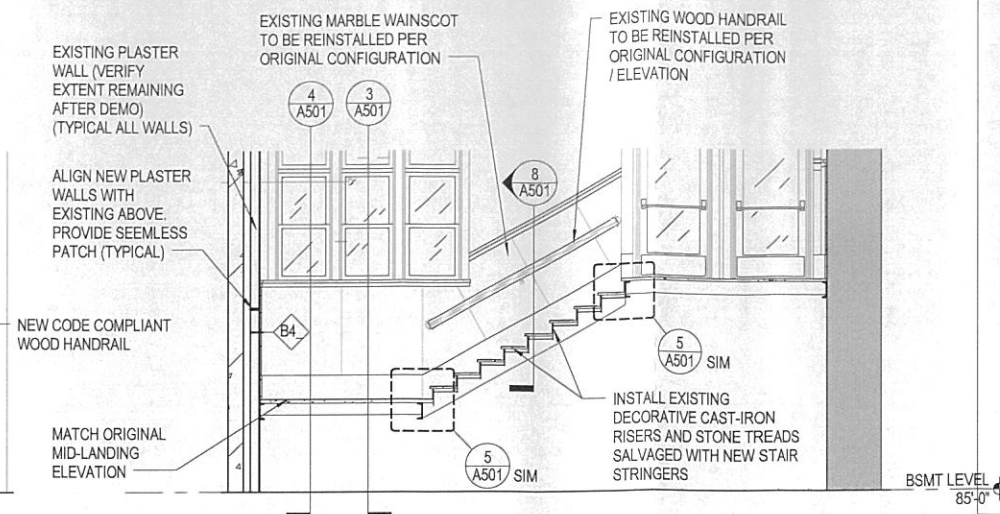 EXISTING MARBLE WAINSCOT
TO BE REINSTALLED PER
ORIGINAL CONFIGURATION
EXISTING WOOD HANDRAIL
TO BE REINSTALLED PER
ORIGINAL CONFIGURATION
/ ELEVATION
EXISTING PLASTER
WALL (VERIFY
EXTENT REMAINING
AFTER DEMO)
(TYPICAL ALL WALLS)
4
A501
3
A501
ALIGN NEW PLASTER
WALLS WITH
EXISTING ABOVE.
PROVIDE SEEMLESS
PATCH (TYPICAL)
8
A501
NEW CODE COMPLIANT
WOOD HANDRAIL
B4
5
A501 SIM
INSTALL EXISTING
DECORATIVE CAST-IRON
RISERS AND STONE TREADS
SALVAGED WITH NEW STAIR
STRINGERS
MATCH ORIGINAL
MID-LANDING
ELEVATION
5
A501 SIM
BSMT LEVEL
85'-0"